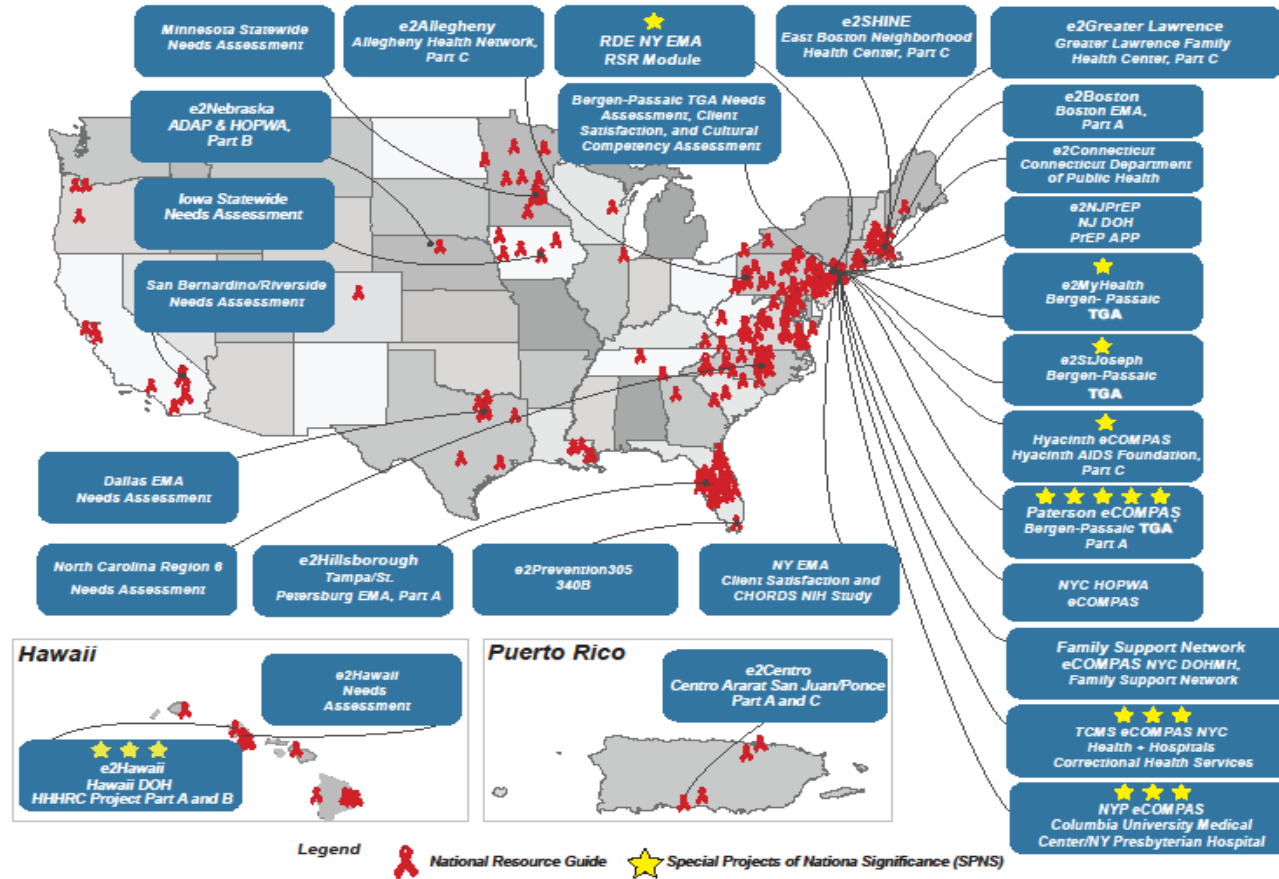 Minnesota Statewide
Needs Assessment
e2Allegheny
Allegheny Health Network,
Part C
RDE NY EMA
RSR Module
e2SHINE
East Boston Neighborhood
Health Center, Part C
e2Greater Lawrence
Greater Lawrence Family
Health Center, Part C
e2Nebraska
ADAP & HOPWA,
Part B
Bergen-Passaic TGA Needs
Assessment, Client
Satisfaction, and Cultural
Competency Assessment
e2Boston
Boston EMA,
Part A
e2Connecticut
Connecticut Department
of Public Health
Iowa Statewide
Needs Assessment
e2NJPrEP
NJ DOH
PrEP APP
San Bernardino/Riverside
Needs Assessment
e2MyHealth
Bergen- Passaic
TGA
e2StJoseph
Bergen-Passaic
TGA
Hyacinth eCOMPAS
Hyacinth AIDS Foundation,
Part C
Dallas EMA
Needs Assessment
Paterson eCOMPAS
Bergen-Passaic TGA*
Part A
North Carolina Region 6
Needs Assessment
e2Hillsborough
Tampa/St.
Petersburg EMA, Part A
e2Prevention305
340B
NY EMA
Client Satisfaction and
CHORDS NIH Study
NYC HOPWA
eCOMPAS
Family Support Network
eCOMPAS NYC DOHMH,
Family Support Network
TCMS eCOMPAS NYC
Health + Hospitals
Correctional Health Services
NYP eCOMPAS
Columbia University Medical
Center/NY Presbyterian Hospital
Hawaii
e2Hawaii
Needs
Assessment
e2Hawaii
Hawaii DOH
HHHRC Project Part A and B
Puerto Rico
e2Centro
Centro Ararat San Juan/Ponce
Part A and C
Legend
National Resource Guide
Special Projects of Nationa Significance (SPNS)